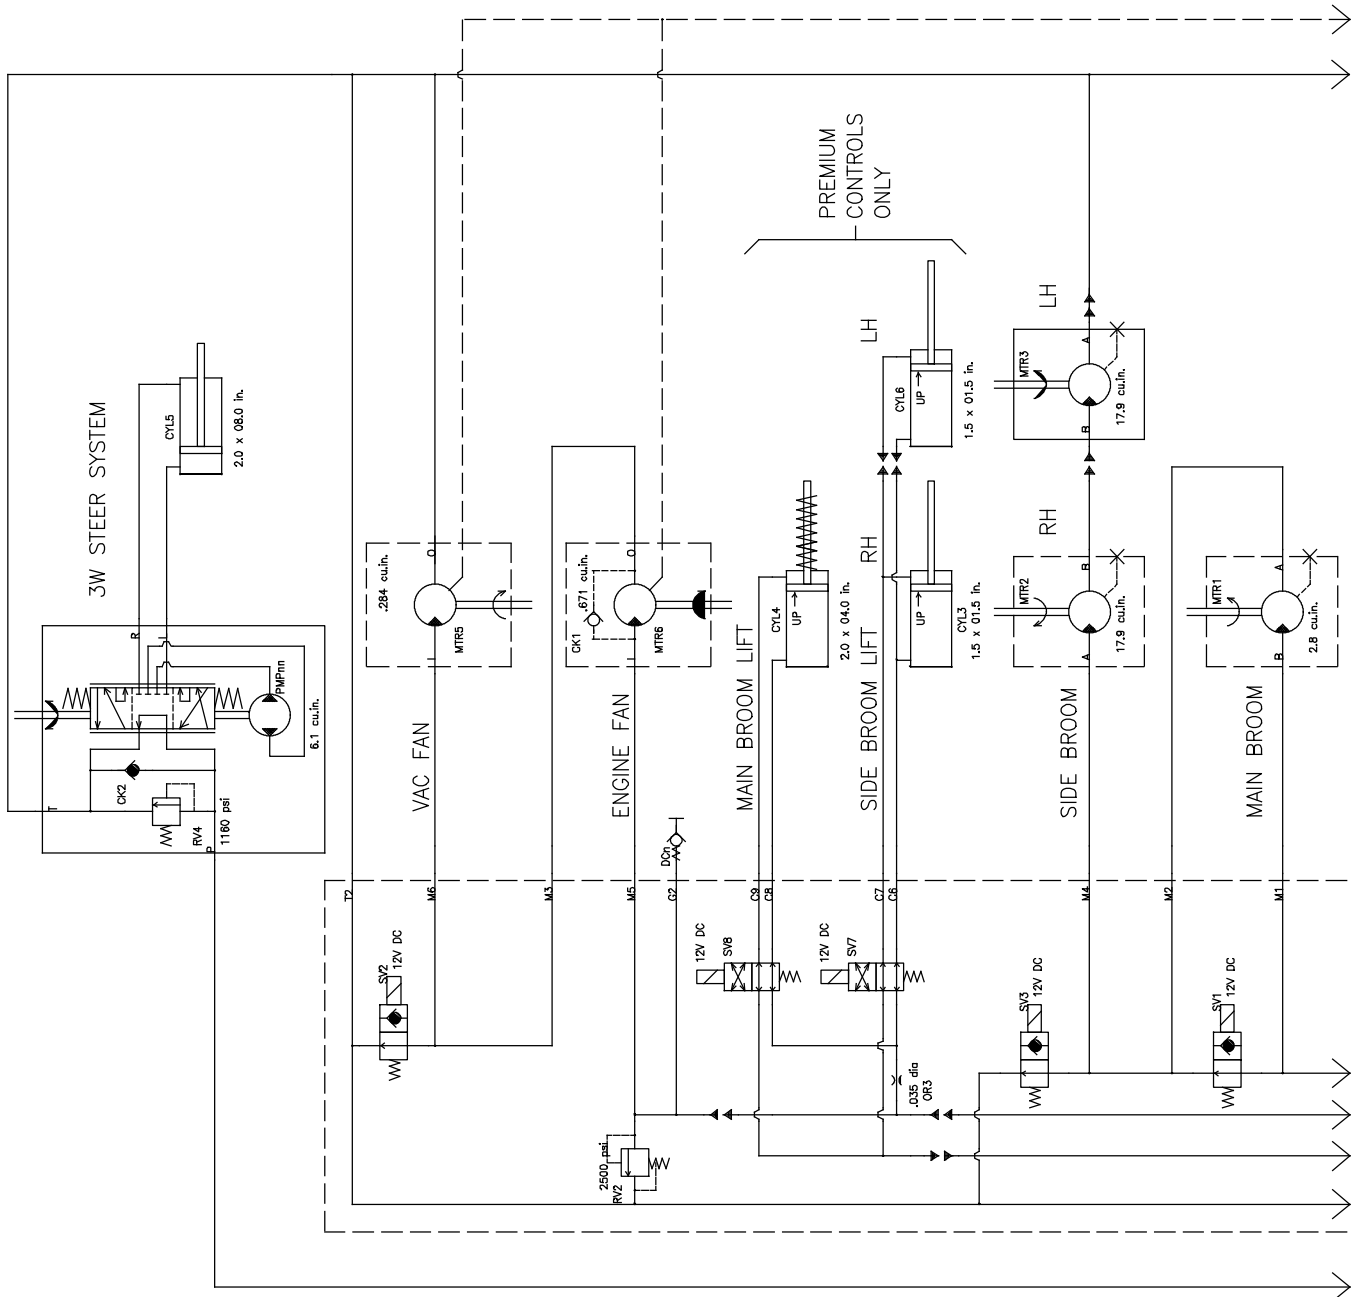 3W STEER SYSTEM
CYL5
2.0 x 08.0 in.
R
L
T
P
CK2
RV4
1160 psi
PMPnn
6.1 cu.in.
VAC FAN
.284 cu.in.
MTR5
I
O
ENGINE FAN
CK1
.671 cu.in.
MTR6
I
O
PREMIUM
CONTROLS
ONLY
MAIN BROOM LIFT
CYL4
UP
2.0 x 04.0 in.
SIDE BROOM LIFT
RH
LH
CYL6
UP
1.5 x 01.5 in.
UP
CYL3
1.5 x 01.5 in.
SIDE BROOM
RH
LH
MTR3
17.9 cu.in.
B
A
MTR2
17.9 cu.in.
A
B
MAIN BROOM
MTR1
2.8 cu.in.
B
A
DCn
T2
M6
M3
M5
G2
C9
C8
C7
C6
M4
M2
M1
SV2
12V DC
12V DC
SV8
12V DC
SV7
SV3
12V DC
SV1
12V DC
.035 dia
OR3
2500 psi
RV2